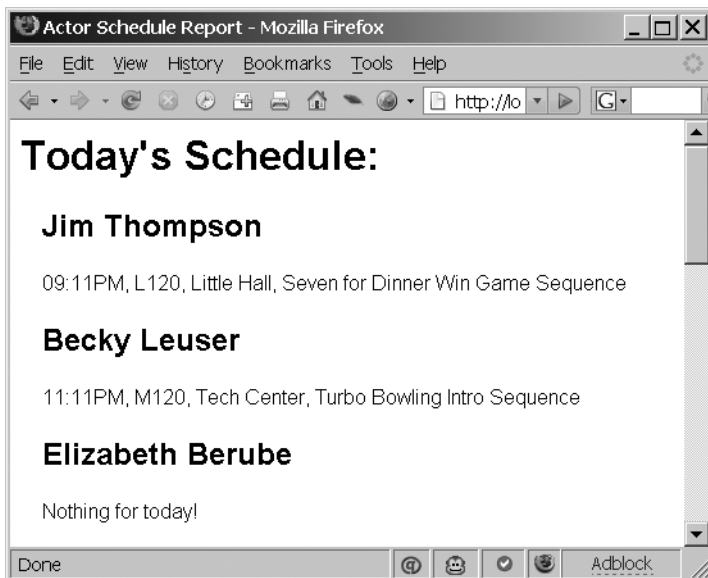 Actor Schedule Report - Mozilla Firefox
File Edit View History Bookmarks Tools Help
http://lo G
Today's Schedule:
Jim Thompson
09:11PM, L120, Little Hall, Seven for Dinner Win Game Sequence
Becky Leuser
11:11PM, M120, Tech Center, Turbo Bowling Intro Sequence
Elizabeth Berube
Nothing for today!
Done @ Adblock